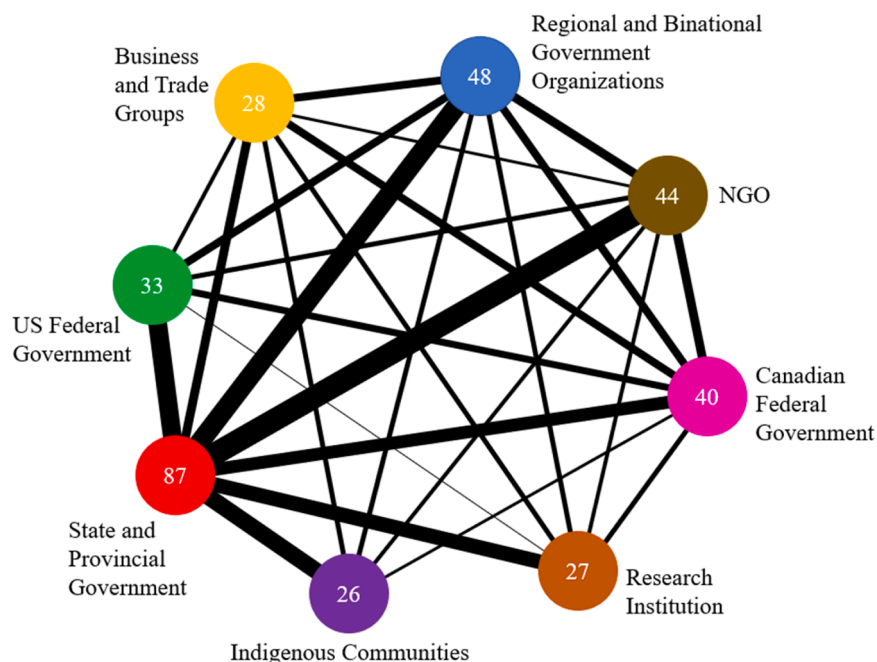 Regional and Binational
Government
Organizations
48
Business
and Trade
Groups
28
44
NGO
33
US Federal
Government
40
Canadian
Federal
Government
87
State and
Provincial
Government
26
Indigenous Communities
27
Research
Institution